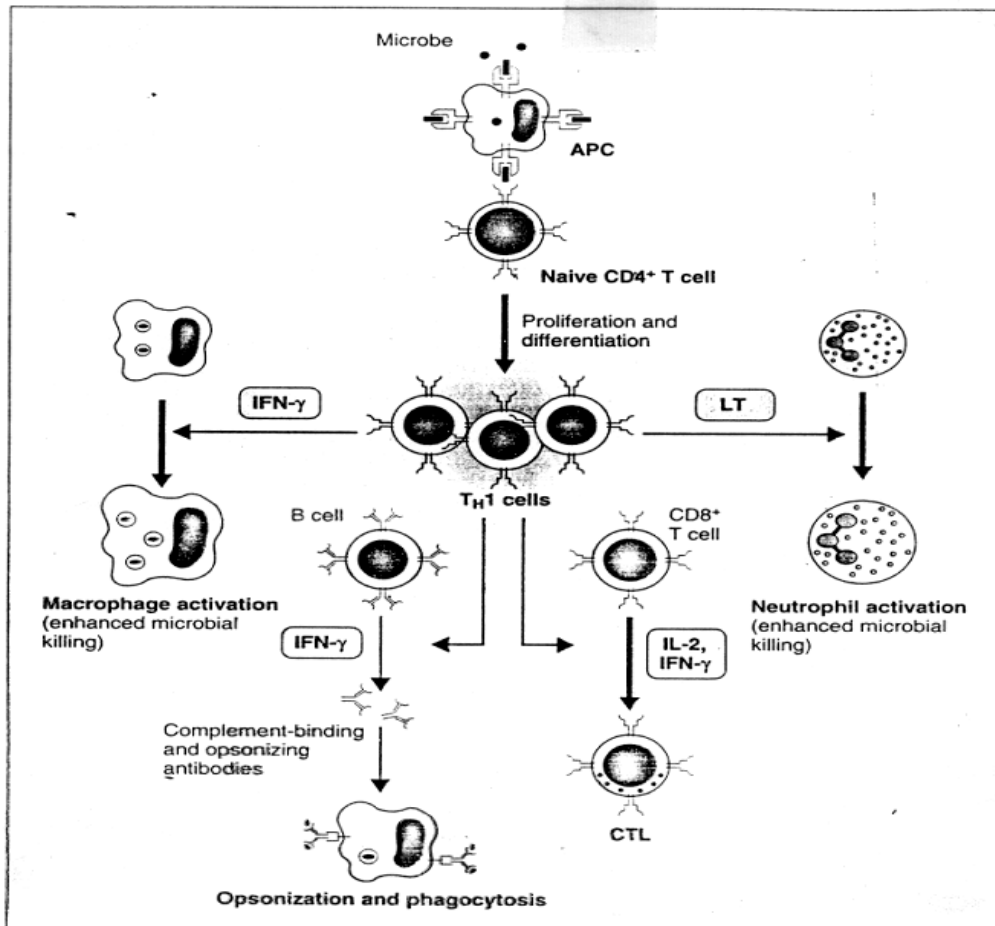 Microbe
APC
Naive CD4+ T cell
Proliferation and
differentiation
IFN-γ
LT
TH1 cells
B cell
CD8+
T cell
Macrophage activation
(enhanced microbial
killing)
Neutrophil activation
(enhanced microbial
killing)
IFN-γ
IL-2,
IFN-γ
Complement-binding
and opsonizing
antibodies
CTL
Opsonization and phagocytosis